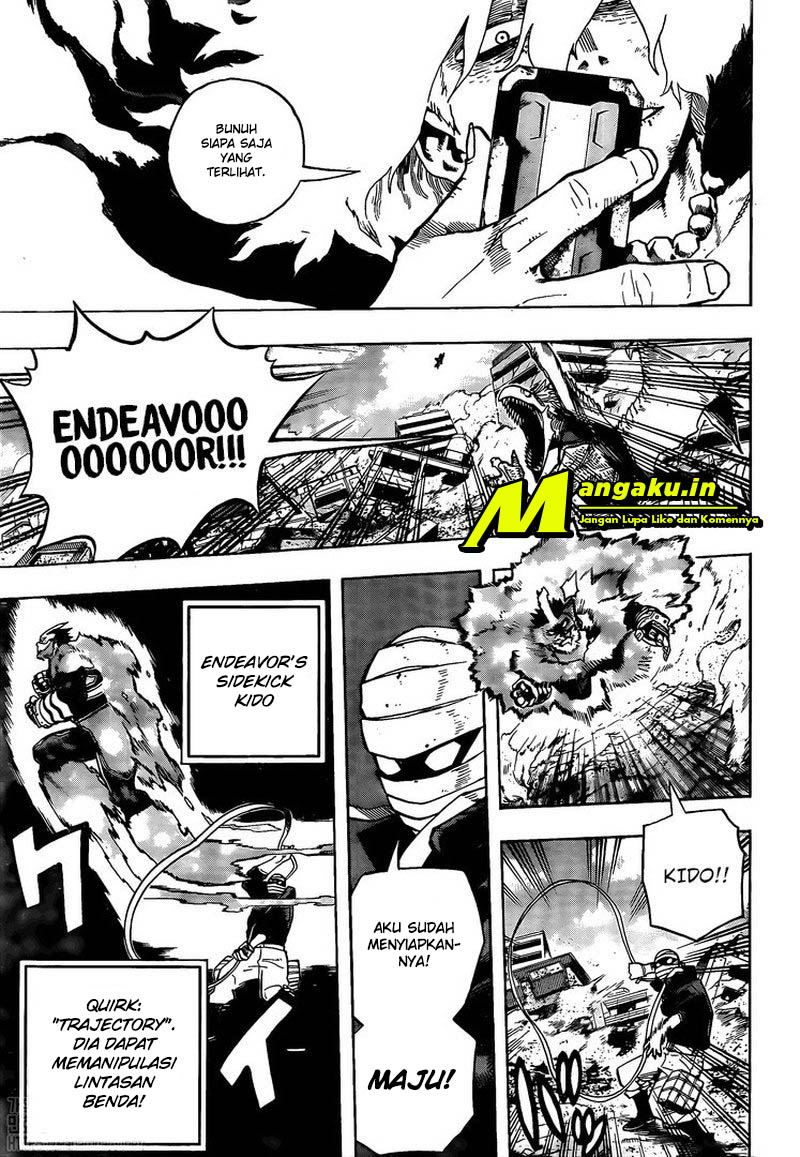 BUNUH
SIAPA SAJA
YANG
TERLIHAT.
ENDEAVOOO
OOOOOOR!!!
Mangaku.in
Jangan Lupa Like dan Komennya
KIDO!!
AKU SUDAH
MENYIAPKAN-
NYA!
MAJU!
ENDEAVOR'S
SIDEKICK
KIDO
QUIRK:
"TRAJECTORY".
DIA DAPAT
MEMANIPULASI
LINTASAN
BENDA!